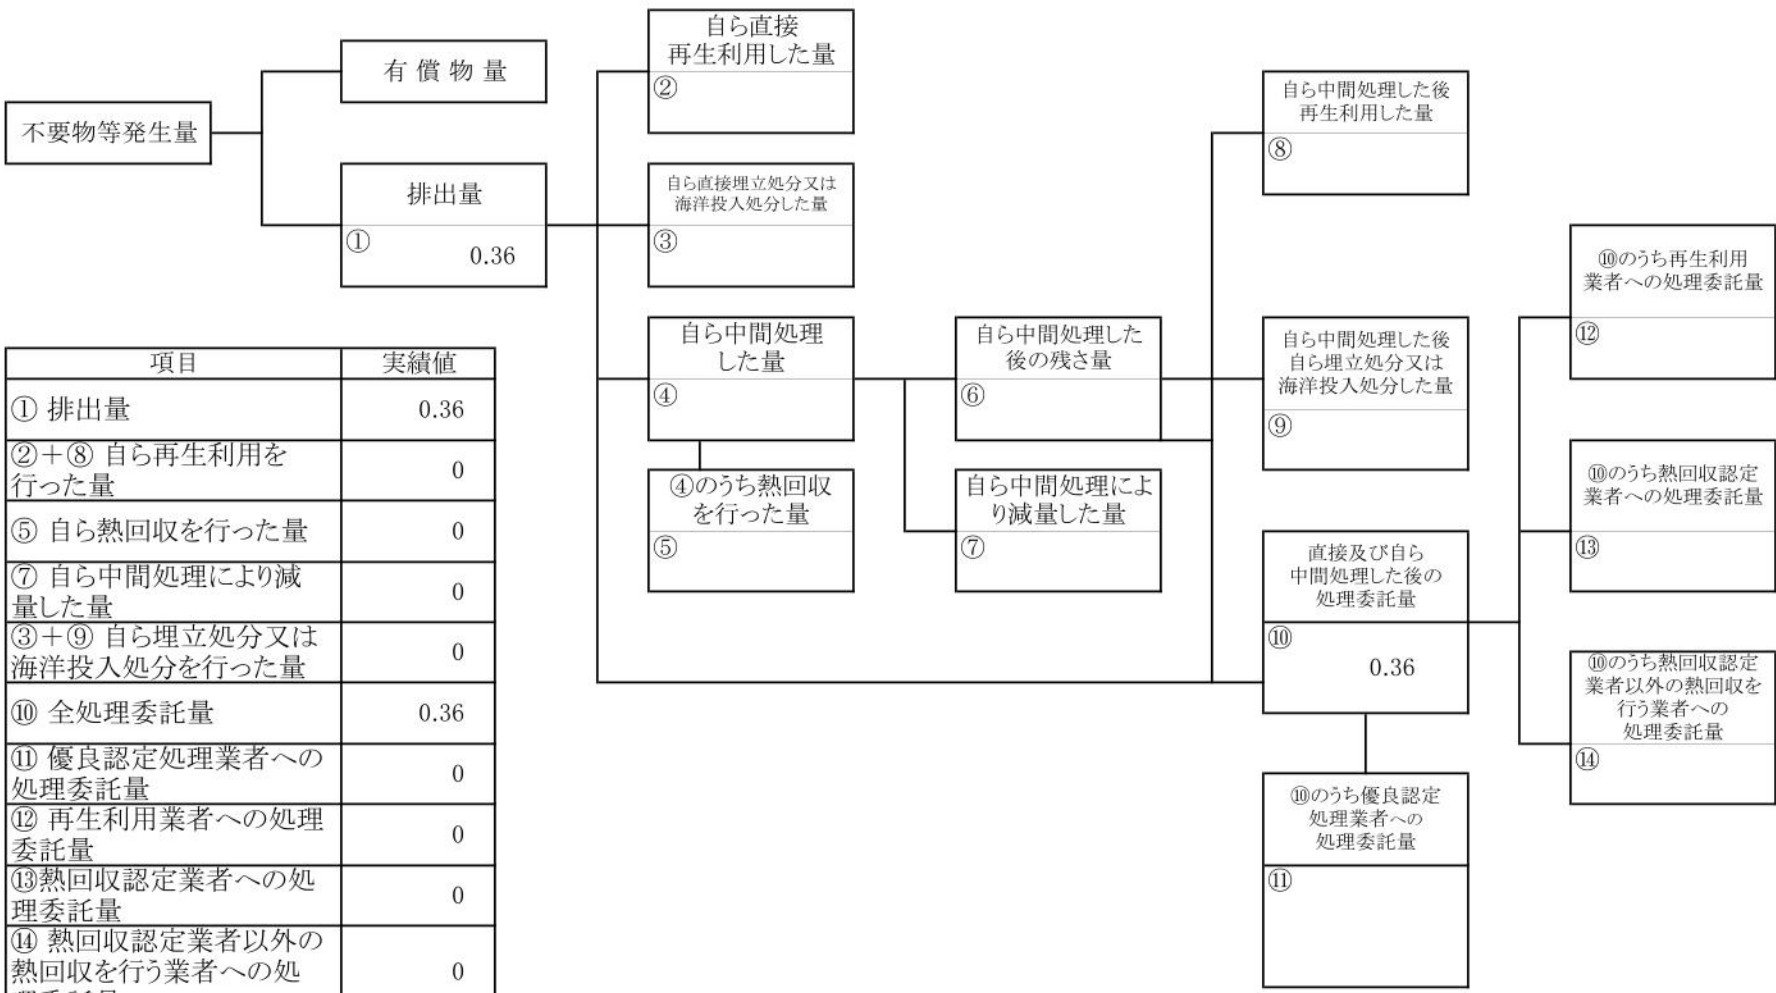 不要物等発生量
有償物量
排出量
①
0.36
自ら直接
再生利用した量
②
自ら直接埋立処分又は
海洋投入処分した量
③
自ら中間処理
した量
④
④のうち熱回収
を行った量
⑤
自ら中間処理した
後の残さ量
⑥
自ら中間処理によ
り減量した量
⑦
自ら中間処理した後
再生利用した量
⑧
自ら中間処理した後
自ら埋立処分又は
海洋投入処分した量
⑨
直接及び自ら
中間処理した後の
処理委託量
⑩
0.36
⑩のうち優良認定
処理業者への
処理委託量
⑪
⑩のうち再生利用
業者への処理委託量
⑫
⑩のうち熱回収認定
業者への処理委託量
⑬
⑩のうち熱回収認定
業者以外の熱回収を
行う業者への
処理委託量
⑭
項目 実績値
① 排出量 0.36
②＋⑧ 自ら再生利用を
行った量 0
⑤ 自ら熱回収を行った量 0
⑦ 自ら中間処理により減
量した量 0
③＋⑨ 自ら埋立処分又は
海洋投入処分を行った量 0
⑩ 全処理委託量 0.36
⑪ 優良認定処理業者への
処理委託量 0
⑫ 再生利用業者への処理
委託量 0
⑬熱回収認定業者への処
理委託量 0
⑭ 熱回収認定業者以外の
熱回収を行う業者への処 0